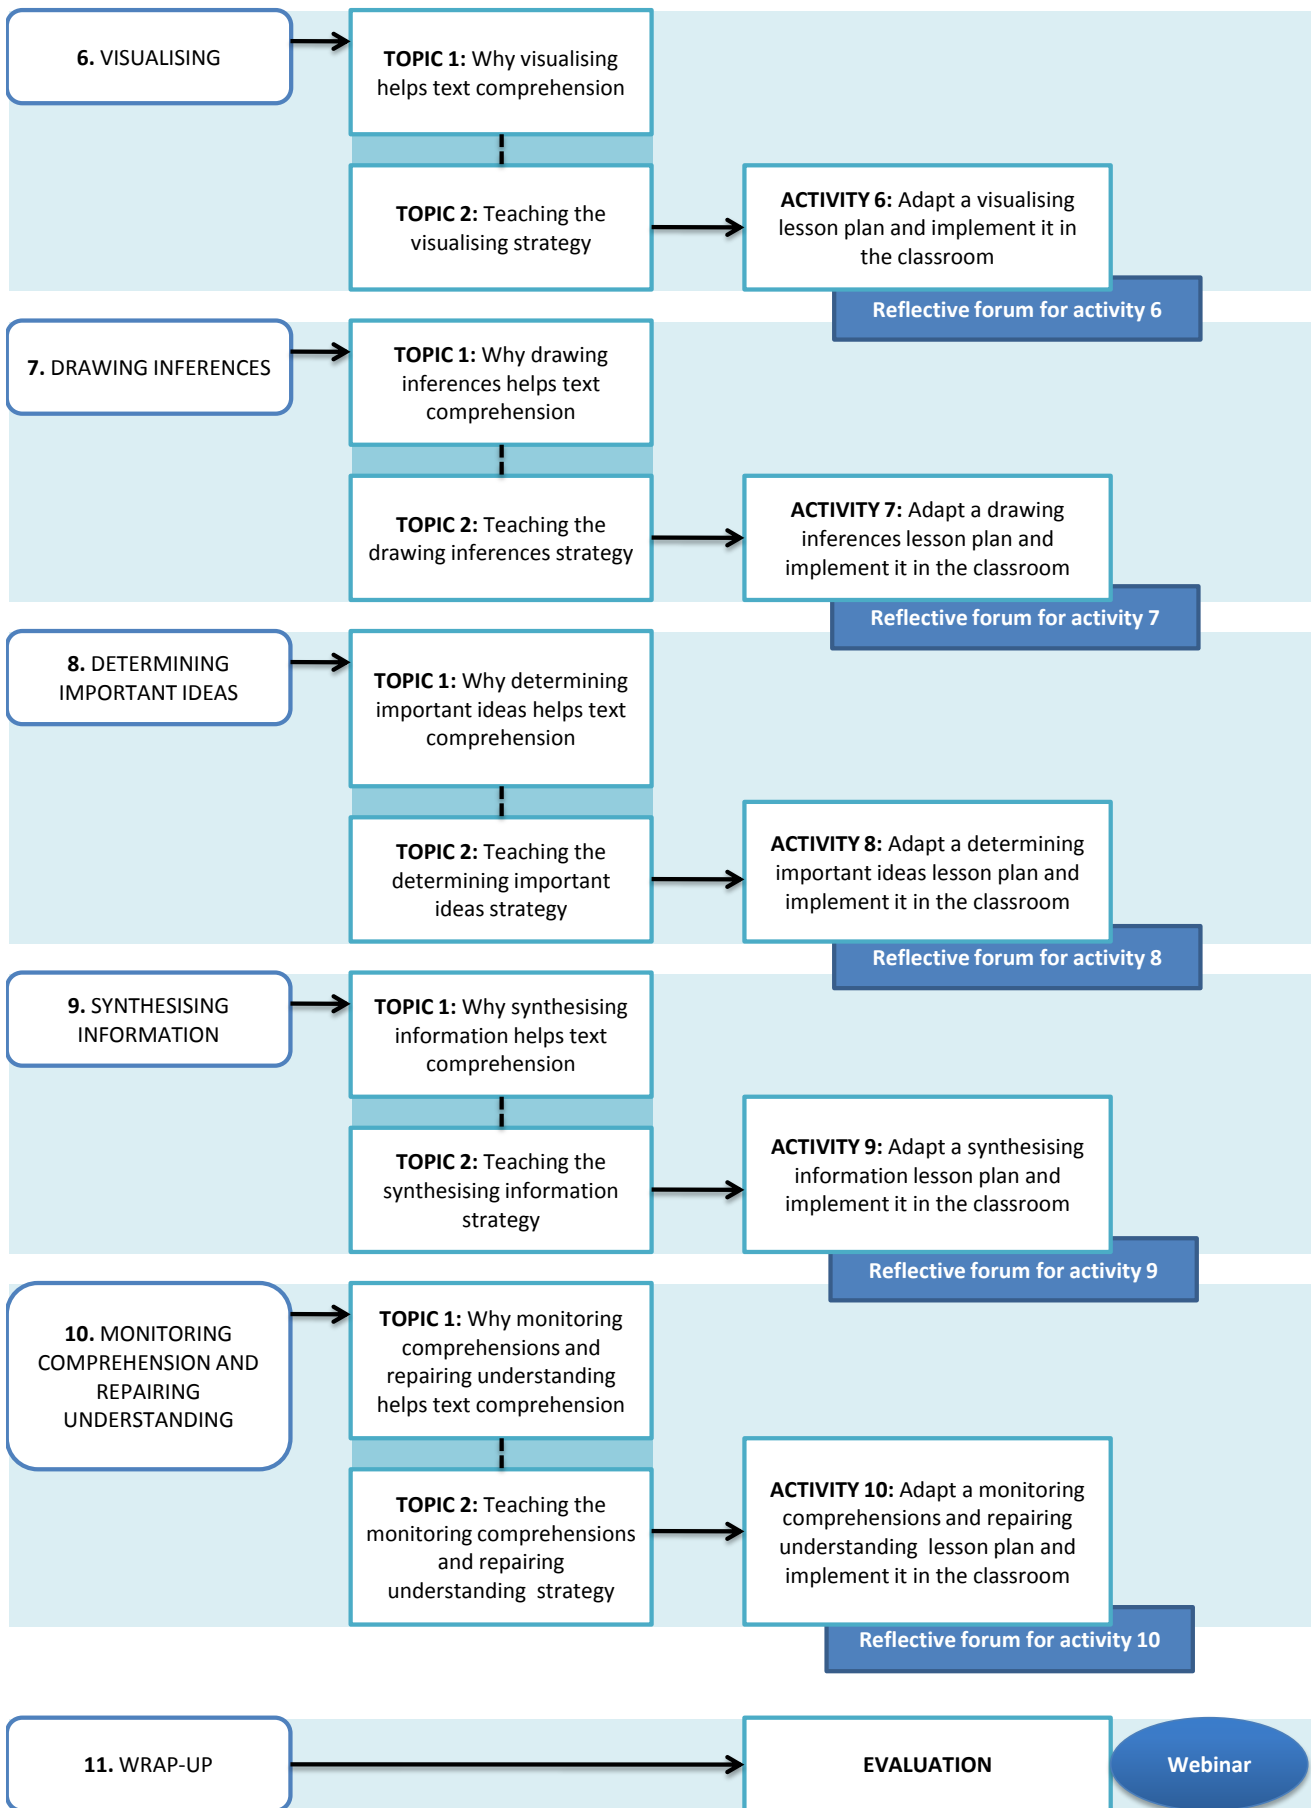 6. VISUALISING
TOPIC 1: Why visualising
helps text comprehension
TOPIC 2: Teaching the
visualising strategy
ACTIVITY 6: Adapt a visualising
lesson plan and implement it in
the classroom
Reflective forum for activity 6
7. DRAWING INFERENCES
TOPIC 1: Why drawing
inferences helps text
comprehension
TOPIC 2: Teaching the
drawing inferences strategy
ACTIVITY 7: Adapt a drawing
inferences lesson plan and
implement it in the classroom
Reflective forum for activity 7
8. DETERMINING
IMPORTANT IDEAS
TOPIC 1: Why determining
important ideas helps text
comprehension
TOPIC 2: Teaching the
determining important
ideas strategy
ACTIVITY 8: Adapt a determining
important ideas lesson plan and
implement it in the classroom
Reflective forum for activity 8
9. SYNTHESISING
INFORMATION
TOPIC 1: Why synthesising
information helps text
comprehension
TOPIC 2: Teaching the
synthesising information
strategy
ACTIVITY 9: Adapt a synthesising
information lesson plan and
implement it in the classroom
Reflective forum for activity 9
10. MONITORING
COMPREHENSION AND
REPAIRING
UNDERSTANDING
TOPIC 1: Why monitoring
comprehensions and
repairing understanding
helps text comprehension
TOPIC 2: Teaching the
monitoring comprehensions
and repairing
understanding strategy
ACTIVITY 10: Adapt a monitoring
comprehensions and repairing
understanding lesson plan and
implement it in the classroom
Reflective forum for activity 10
11. WRAP-UP
EVALUATION
Webinar